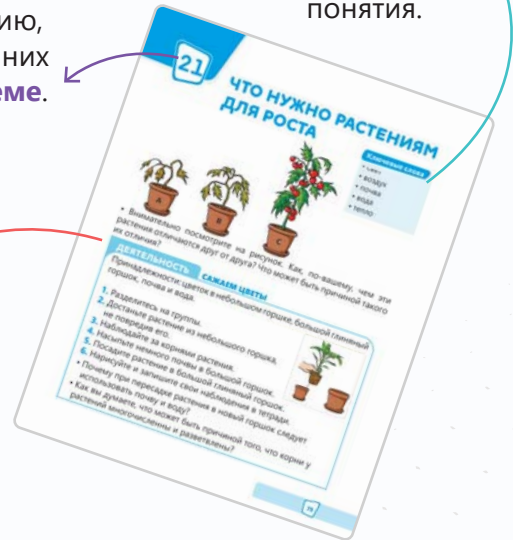 ию,
них
еме.
понятия.
21
ЧТО НУЖНО РАСТЕНИЯМ
ДЛЯ РОСТА
Ключевые слова
• воздух
• почва
• вода
• тепло
A
B
C
• Внимательно посмотрите на рисунок. Как, по-вашему, чем эти
растения отличаются друг от друга? Что может быть причиной такого
их отличия?
ДЕЯТЕЛЬНОСТЬ САЖАЕМ ЦВЕТЫ
Принадлежности: цветок в небольшом горшке, большой глиняный
горшок, почва и вода.
1. Разделитесь на группы.
2. Достаньте растение из небольшого горшка,
не повредив его.
3. Наблюдайте за корнями растения.
4. Насыпьте немного почвы в большой горшок.
5. Посадите растение в большой глиняный горшок.
6. Нарисуйте и запишите свои наблюдения в тетради.
• Почему при пересадке растения в новый горшок следует
использовать почву и воду?
• Как вы думаете, что может быть причиной того, что корни у
растений многочисленны и разветвлены?